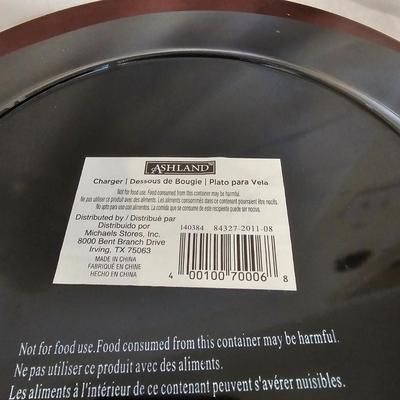 ASHLAND
Charger | Dessous de Bougie | Plato para Vela
Not for food use. Food consumed from this container may be harmful.
Ne pas utiliser ce produit avec des aliments. Les aliments consommés dans ce contenant pourraient être nocifs.
No apto para uso con alimentos. La comida que se consume de este recipiente puede ser nociva.
Distributed by / Distribué par
Distribuido por
Michaels Stores, Inc.
8000 Bent Branch Drive
Irving, TX 75063
MADE IN CHINA
FABRIQUÉ EN CHINE
HECHO EN CHINA
140384 84327-2011-08
4 00100 70006 8
Not for food use.Food consumed from this container may be harmful.
Ne pas utiliser ce produit avec des aliments.
Les aliments à l'intérieur de ce contenant peuvent s'avérer nuisibles.